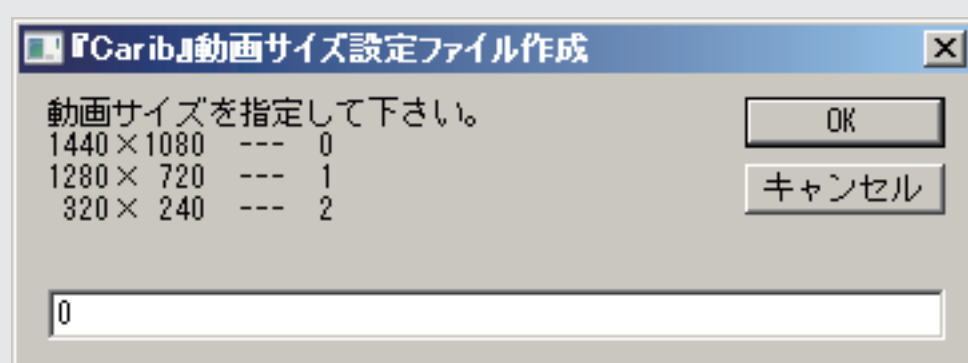 『Carib』動画サイズ設定ファイル作成
動画サイズを指定して下さい。
1440×1080 --- 0
1280× 720 --- 1
320× 240 --- 2
OK
キャンセル
0